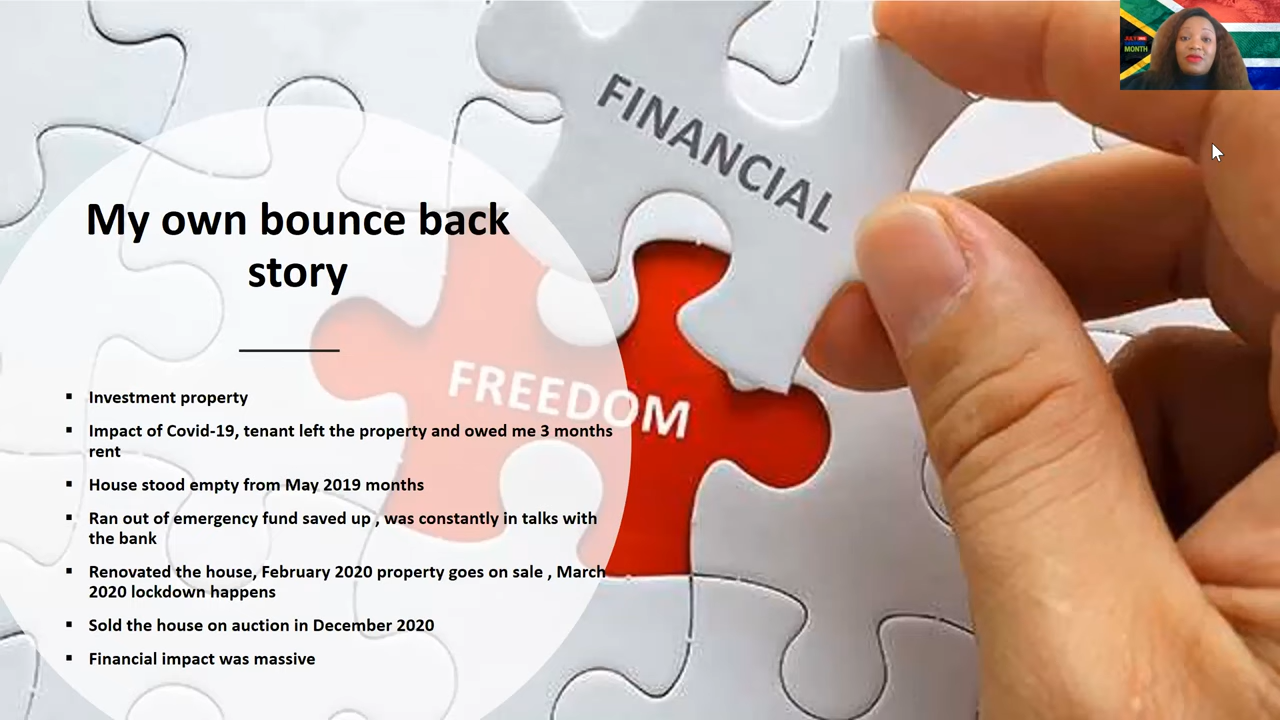 FINANCIAL
FREEDOM
My own bounce back
story
▪ Investment property
▪ Impact of Covid-19, tenant left the property and owed me 3 months
rent
▪ House stood empty from May 2019 months
▪ Ran out of emergency fund saved up , was constantly in talks with
the bank
▪ Renovated the house, February 2020 property goes on sale , March
2020 lockdown happens
▪ Sold the house on auction in December 2020
▪ Financial impact was massive
JULY
MONTH